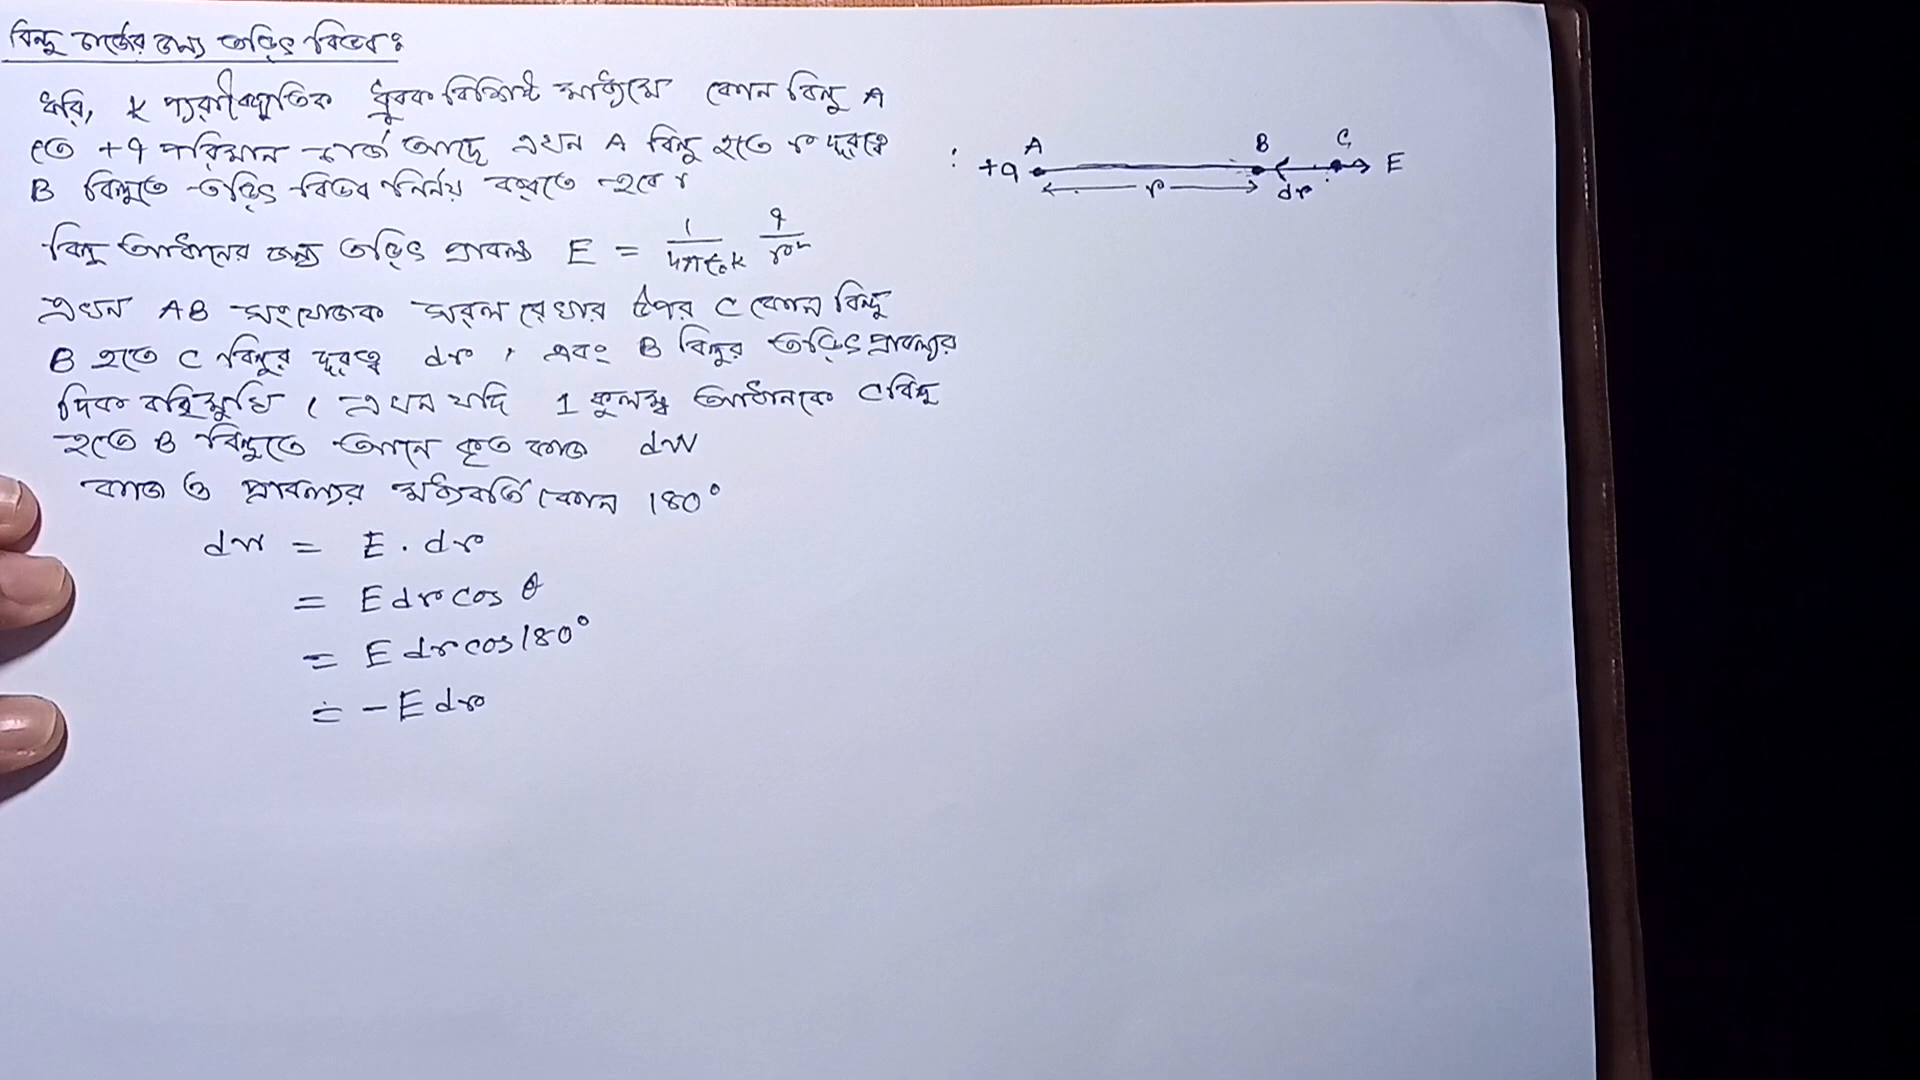 বিন্দু চার্জের জন্য তড়িৎ বিভবঃ
ধরি, k পরাবৈদ্যুতিক ধ্রুবক বিশিষ্ট মাধ্যমে কোন বিন্দু A
তে +q পরিমান চার্জ আছে এখন A বিন্দু হতে r দূরত্বে
B বিন্দুতে তড়িৎ বিভব নির্নয় করতে হবে।
বিন্দু আধানের জন্য তড়িৎ প্রাবল্য E = 1/4πε₀k q/r²
এখন AB সংযোজক সরল রেখার উপর C কোন বিন্দু
B হতে C বিন্দুর দূরত্ব dr, এবং B বিন্দুর তড়িৎ প্রাবল্যর
দিক বহির্মুখি। এখন যদি 1 কুলম্ব আধানকে C বিন্দু
হতে B বিন্দুতে আনে কৃত কাজ dW
কাজ ও প্রাবল্যর মধ্যবর্তি কোন 180°
dW = E . dr
= E dr cos θ
= E dr cos 180°
= - E dr
A B C
+q E
r dr